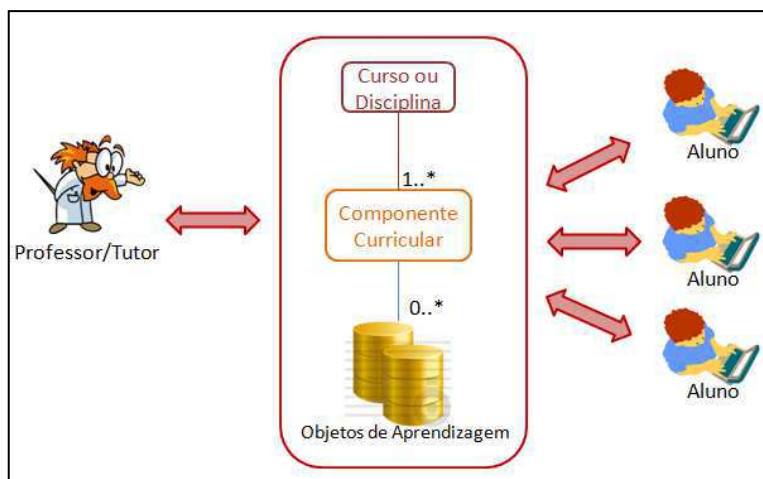 Curso ou
Disciplina
1..*
Componente
Curricular
0..*
Objetos de Aprendizagem
Professor/Tutor
Aluno
Aluno
Aluno